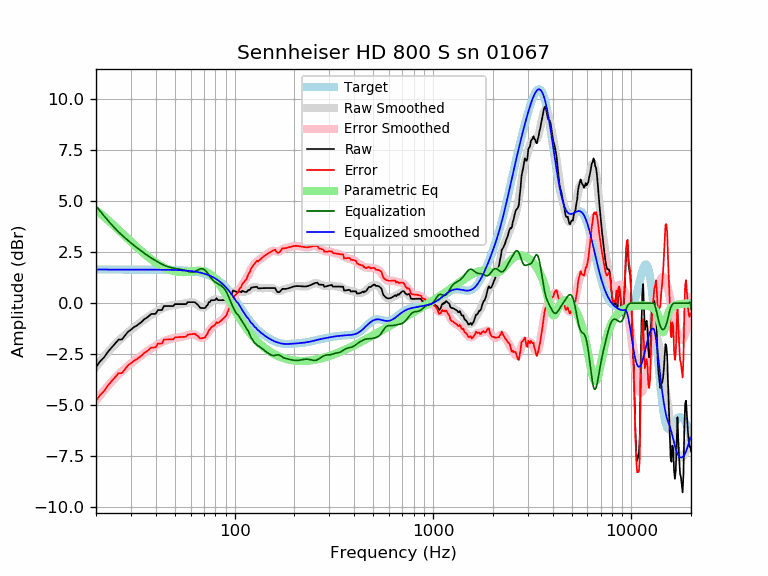 Sennheiser HD 800 S sn 01067
Target
Raw Smoothed
Error Smoothed
Raw
Error
Parametric Eq
Equalization
Equalized smoothed
10.0
7.5
5.0
2.5
0.0
−2.5
−5.0
−7.5
−10.0
Amplitude (dBr)
100
1000
10000
Frequency (Hz)